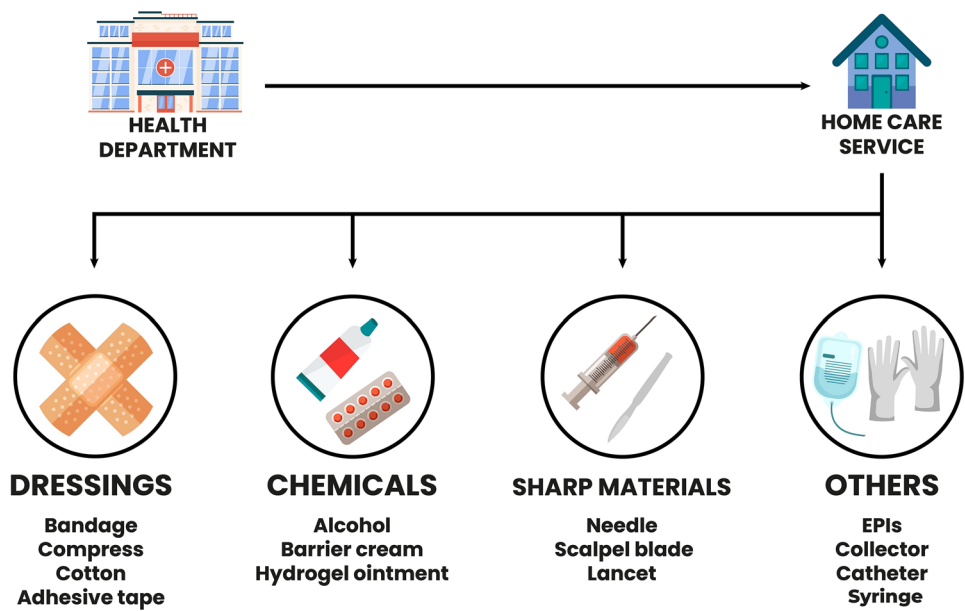 HEALTH
DEPARTMENT
HOME CARE
SERVICE
DRESSINGS
Bandage
Compress
Cotton
Adhesive tape
CHEMICALS
Alcohol
Barrier cream
Hydrogel ointment
SHARP MATERIALS
Needle
Scalpel blade
Lancet
OTHERS
EPIs
Collector
Catheter
Syringe